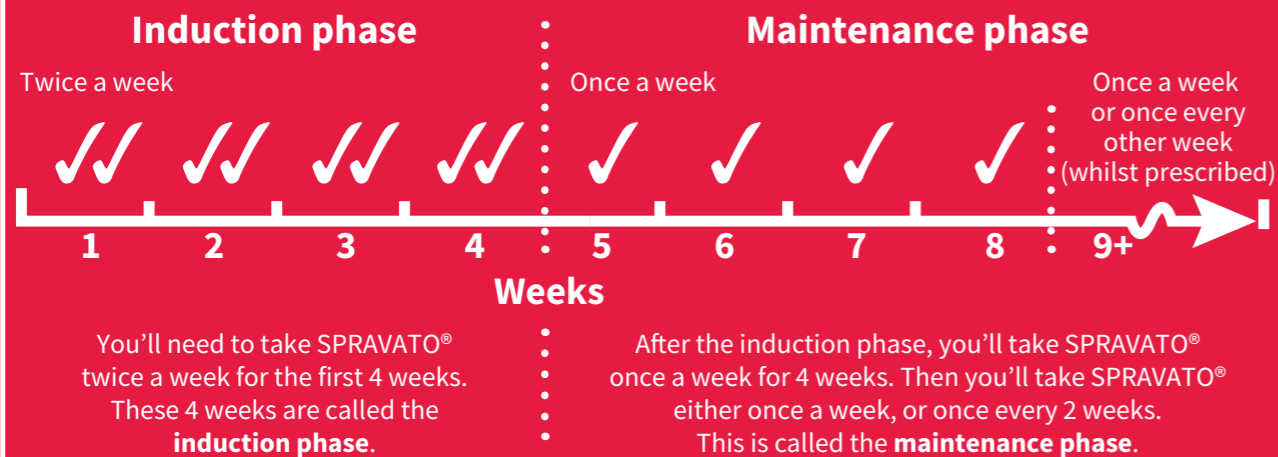 Induction phase
Maintenance phase
Twice a week
Once a week
Once a week
or once every
other week
(whilst prescribed)
1 2 3 4 5 6 7 8 9+
Weeks
You’ll need to take SPRAVATO®
twice a week for the first 4 weeks.
These 4 weeks are called the
induction phase.
After the induction phase, you’ll take SPRAVATO®
once a week for 4 weeks. Then you’ll take SPRAVATO®
either once a week, or once every 2 weeks.
This is called the maintenance phase.